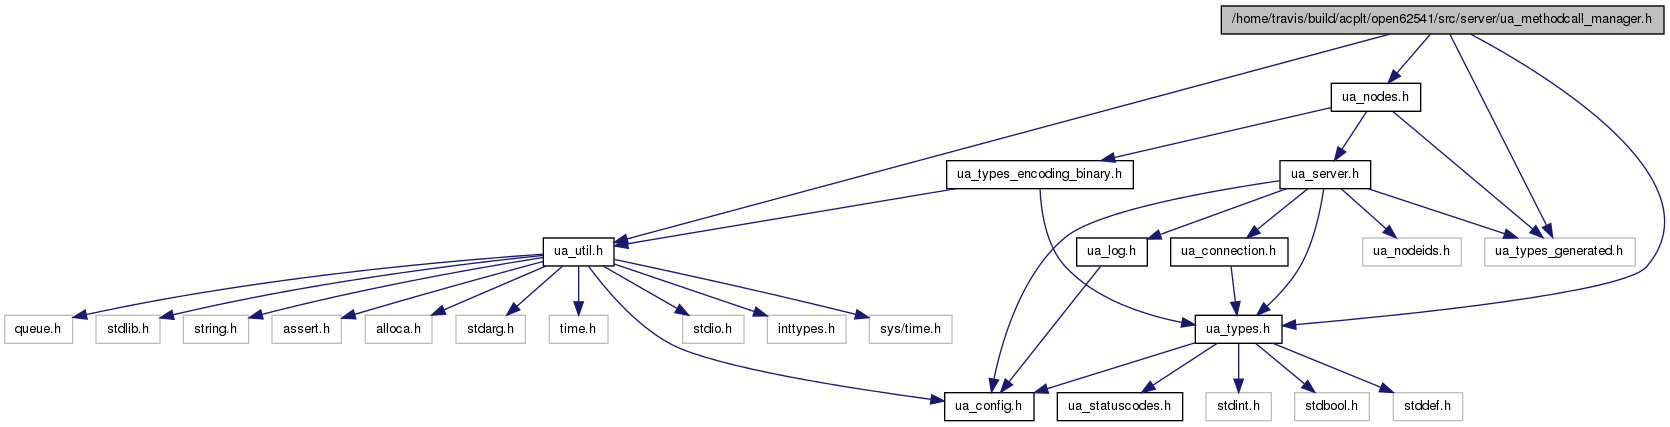 /home/travis/build/acplt/open62541/src/server/ua_methodcall_manager.h
ua_nodes.h
ua_types_encoding_binary.h
ua_server.h
ua_util.h
ua_log.h
ua_connection.h
ua_nodeids.h
ua_types_generated.h
queue.h
stdlib.h
string.h
assert.h
alloca.h
stdarg.h
time.h
stdio.h
inttypes.h
sys/time.h
ua_types.h
ua_config.h
ua_statuscodes.h
stdint.h
stdbool.h
stddef.h